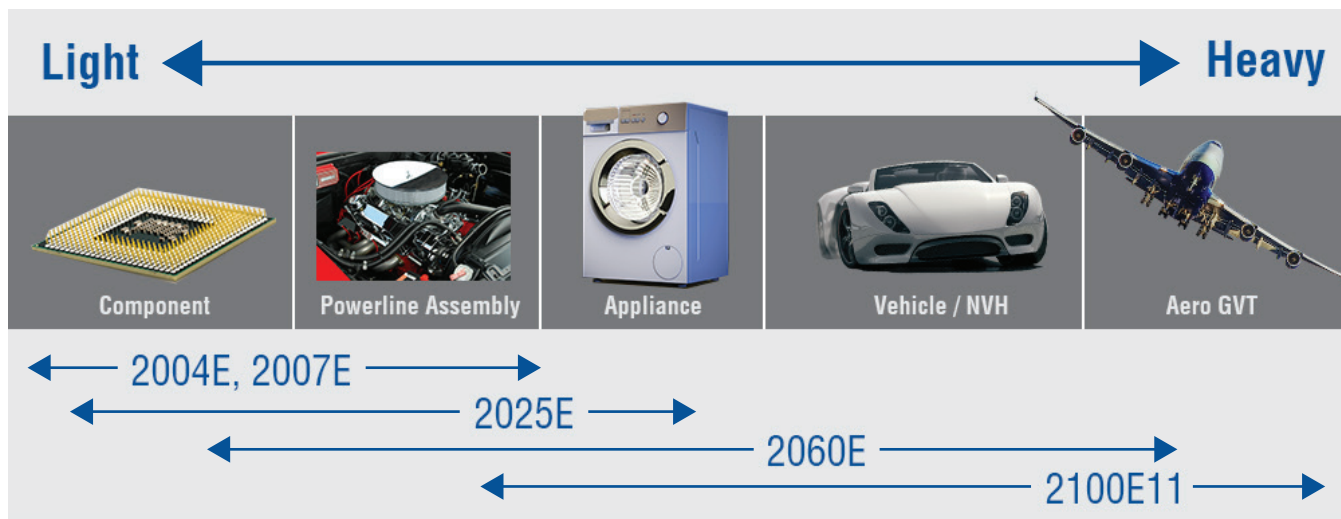 Light Heavy
Component Powerline Assembly Appliance Vehicle / NVH Aero GVT
2004E, 2007E
2025E
2060E
2100E11